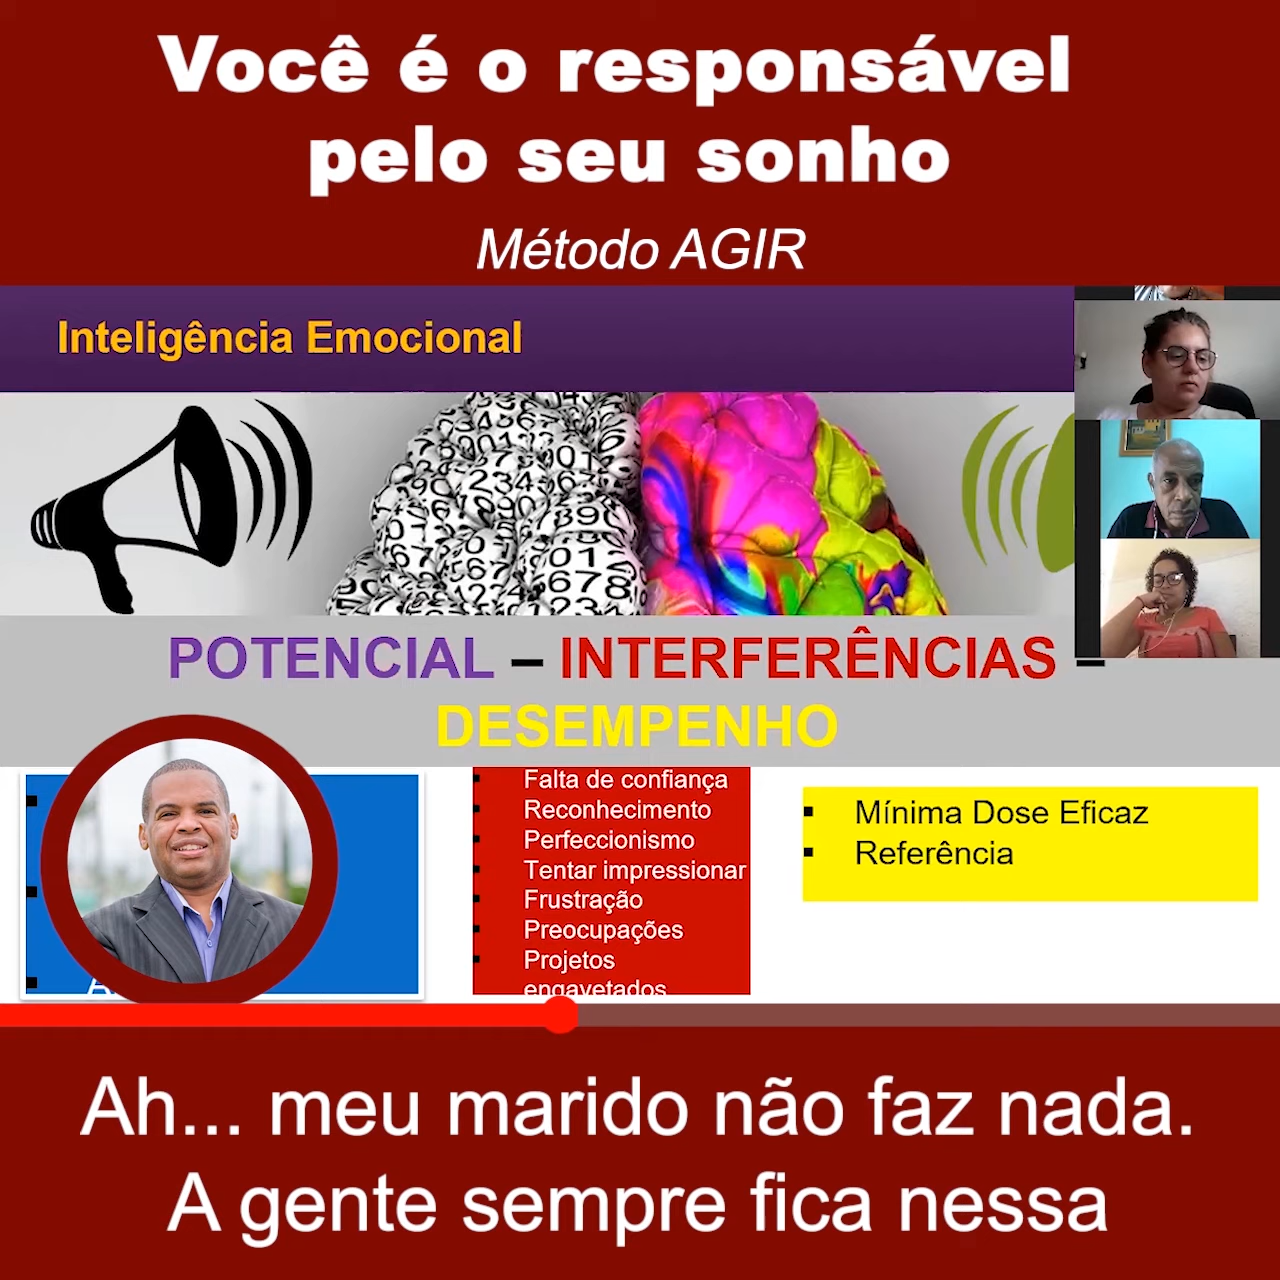 Você é o responsável
pelo seu sonho
Método AGIR
Inteligência Emocional
POTENCIAL – INTERFERÊNCIAS –
DESEMPENHO
Falta de confiança
Reconhecimento
Perfeccionismo
Tentar impressionar
Frustração
Preocupações
Projetos
engavetados
Mínima Dose Eficaz
Referência
Ah... meu marido não faz nada.
A gente sempre fica nessa